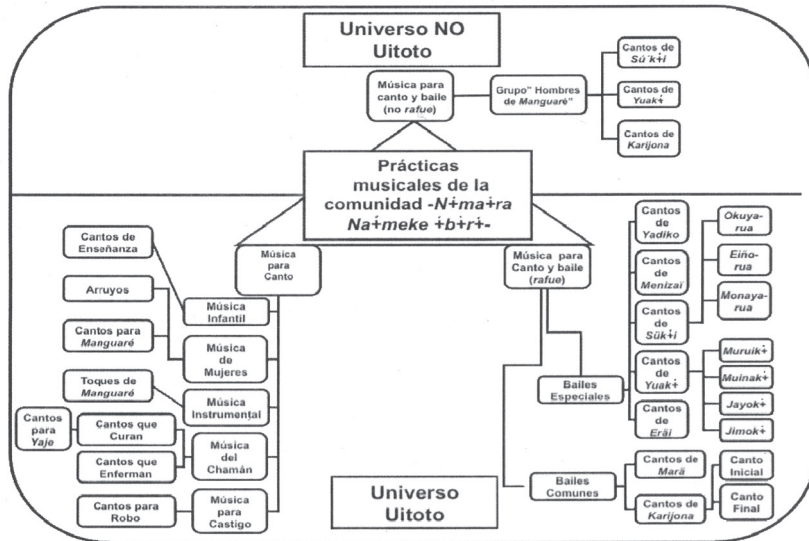 Universo NO
Uitoto
Música para
canto y baile
(no rafue)
Grupo" Hombres
de Manguaré"
Cantos de
Sü´kɨi
Cantos de
Yuakɨ
Cantos de
Karijona
Prácticas
musicales de la
comunidad -Nɨmaɨra
Naɨmeke ɨbɨrɨ-
Música
para
Canto
Cantos de
Enseñanza
Arruyos
Cantos para
Manguaré
Toques de
Manguaré
Cantos
para
Yaje
Cantos que
Curan
Cantos que
Enferman
Cantos para
Robo
Música
Infantil
Música
de
Mujeres
Música
Instrumental
Música
del
Chamán
Música
para
Castigo
Música para
Canto y baile
(rafue)
Bailes
Especiales
Bailes
Comunes
Cantos
de
Yadiko
Cantos
de
Menizaï
Cantos
de
Sükɨi
Cantos
de
Yuakɨ
Cantos
de
Eräi
Okuya-
rua
Eiño-
rua
Monaya-
rua
Muruikɨ
Muinakɨ
Jayokɨ
Jimokɨ
Cantos de
Marä
Cantos de
Karijona
Canto
Inicial
Canto
Final
Universo
Uitoto